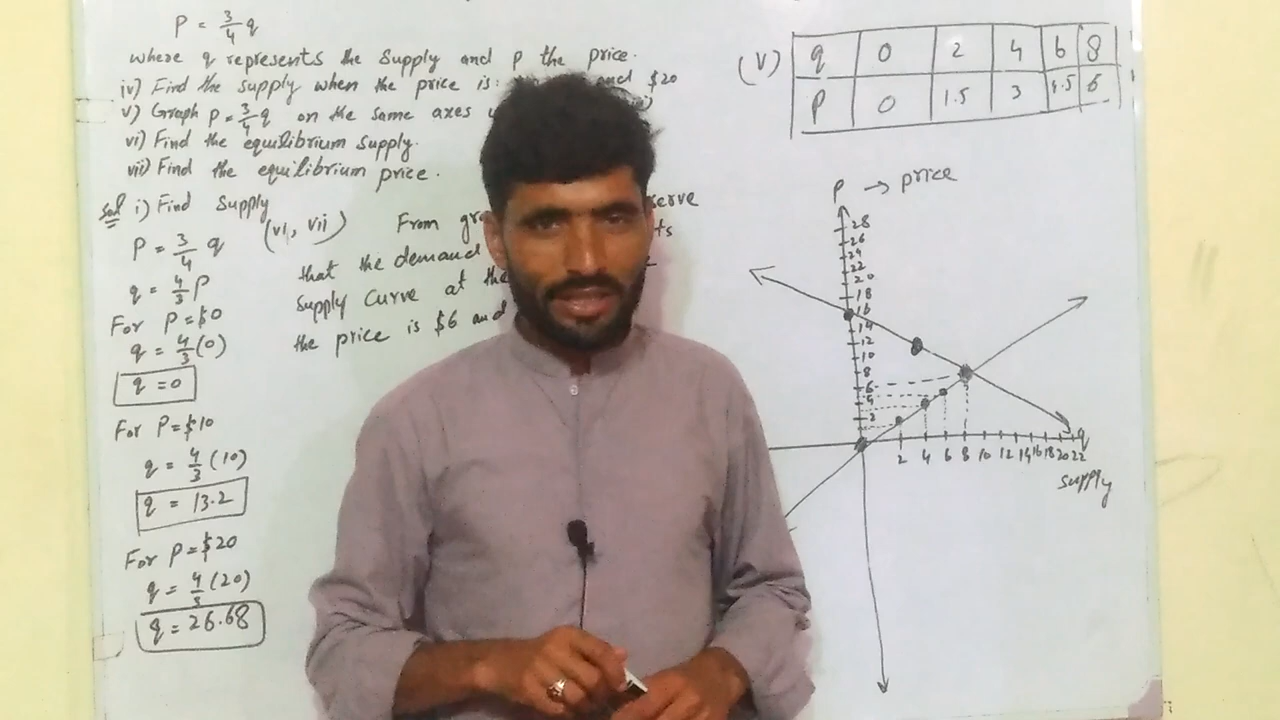 P = 3/4 q
where q represents the Supply and p the price.
iv) Find the supply when the price is: and $20
v) Graph P = 3/4 q on the same axes
vi) Find the equilibrium supply.
vii) Find the equilibrium price.
Sol i) Find Supply
P = 3/4 q
q = 4/3 P
For P = $0
q = 4/3 (0)
q = 0
For P = $10
q = 4/3 (10)
q = 13.2
For P = $20
q = 4/3 (20)
q = 26.68
(vi, vii) From
that the demand
Supply Curve at the
the price is $6 and
(V)
q 0 2 4 6 8
P 0 1.5 3 4.5 6
P → price
28
26
24
22
20
18
16
14
12
10
8
6
4
2
2 4 6 8 10 12 14 16 18 20 22
q
supply